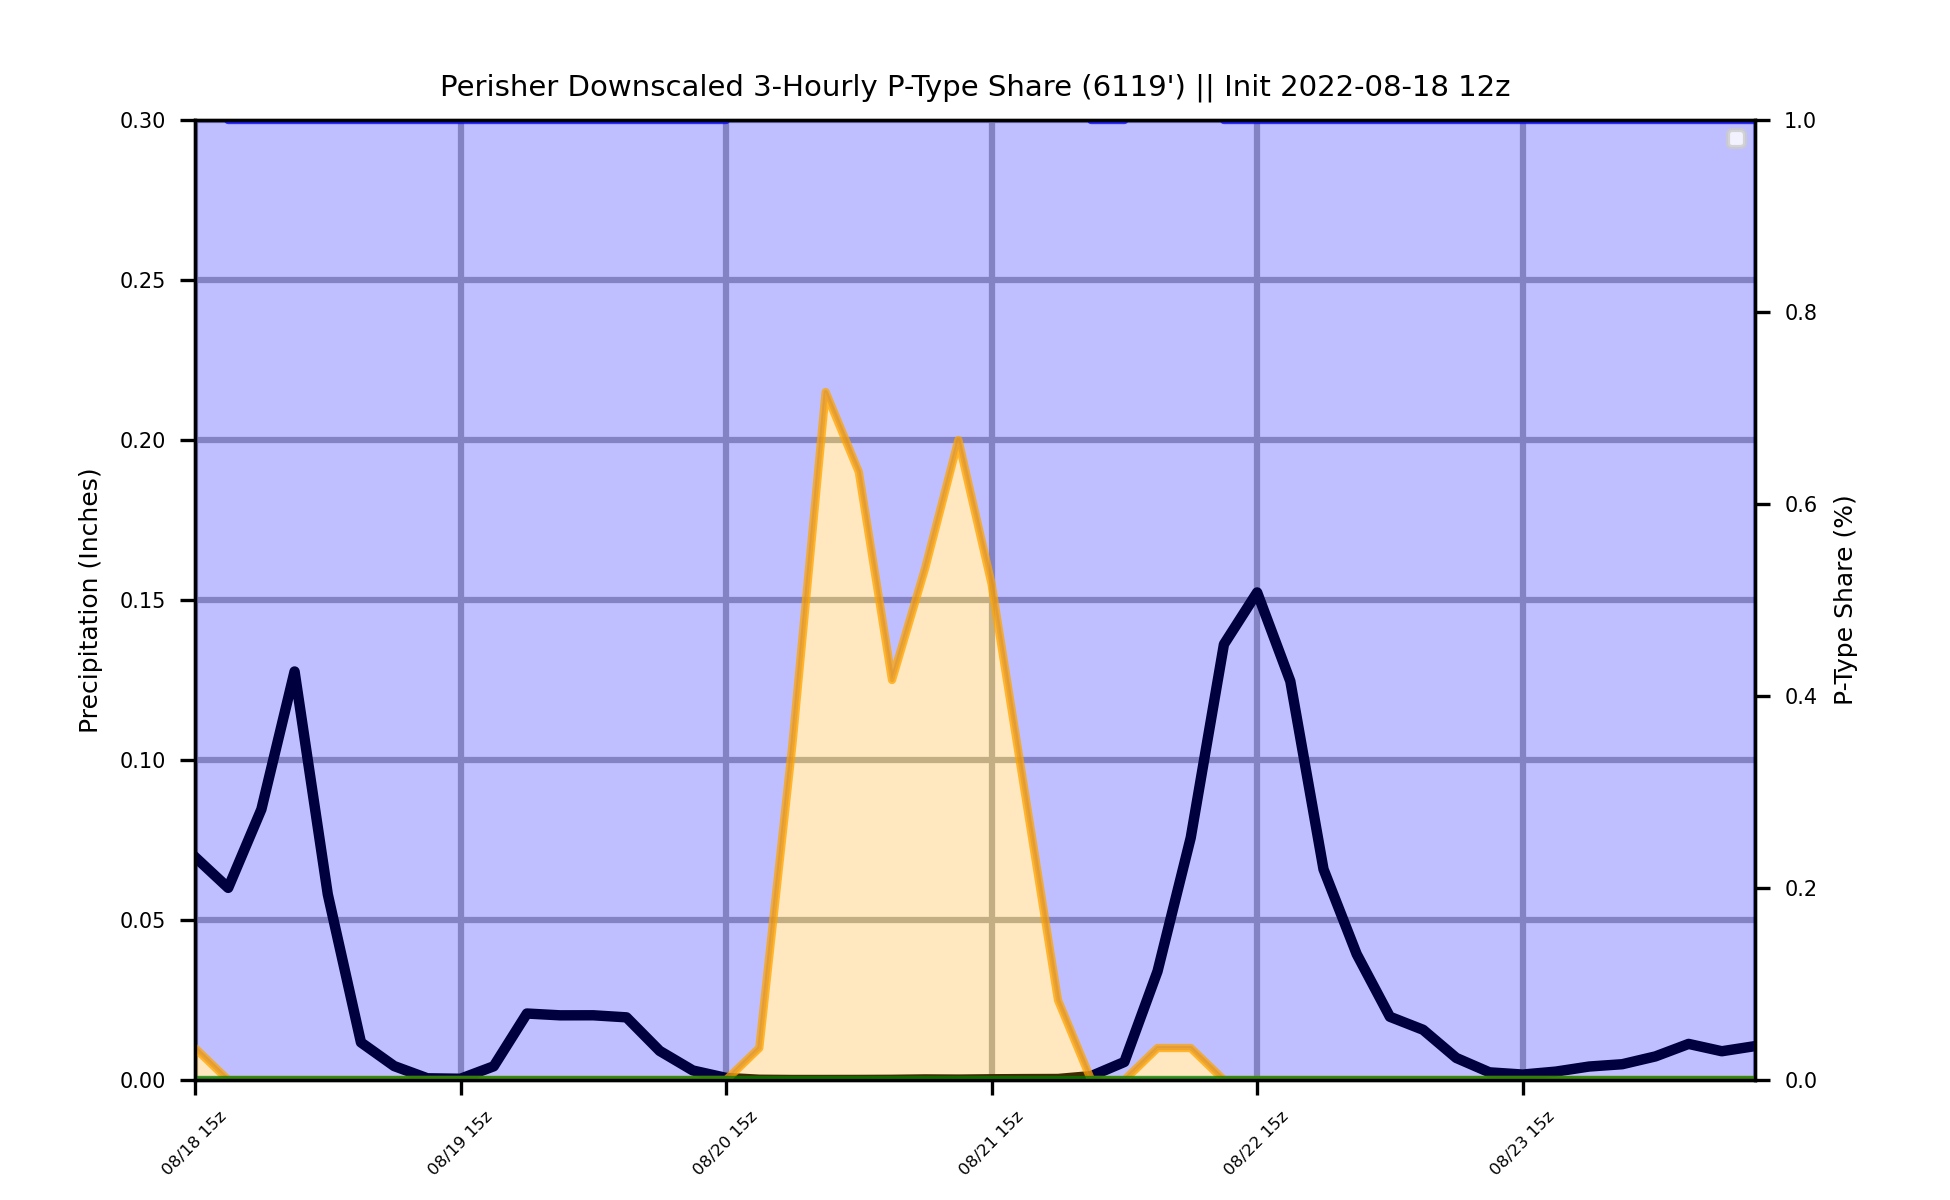 Perisher Downscaled 3-Hourly P-Type Share (6119') || Init 2022-08-18 12z
0.30
0.25
0.20
0.15
0.10
0.05
0.00
Precipitation (Inches)
1.0
0.8
0.6
0.4
0.2
0.0
P-Type Share (%)
08/18 15z
08/19 15z
08/20 15z
08/21 15z
08/22 15z
08/23 15z